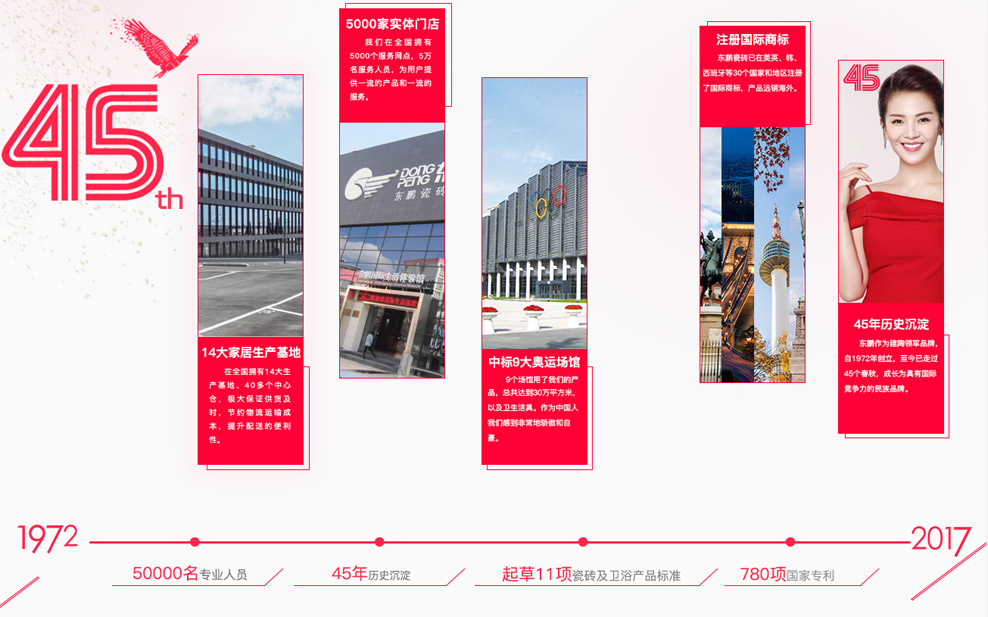 45th
14大家居生产基地
在全国拥有14大生
产基地、40多个中心
仓，极大保证供货及
时，节约物流运输成
本，提升配送的便利
性。
5000家实体门店
我们在全国拥有
5000个服务网点，5万
名服务人员，为用户提
供一流的产品和一流的
服务。
DONG
PENG
东鹏瓷砖
中标9大奥运场馆
9个场馆用了我们的产
品，总共达到30万平方米，
以及卫生洁具。作为中国人
我们感到非常地骄傲和自
豪。
注册国际商标
东鹏瓷砖已在美英、韩、
西班牙等30个国家和地区注册
了国际商标，产品远销海外。
45
45年历史沉淀
东鹏作为建陶领军品牌，
自1972年创立，至今已走过
45个春秋，成长为具有国际
竞争力的民族品牌。
1972
2017
50000名专业人员
45年历史沉淀
起草11项瓷砖及卫浴产品标准
780项国家专利